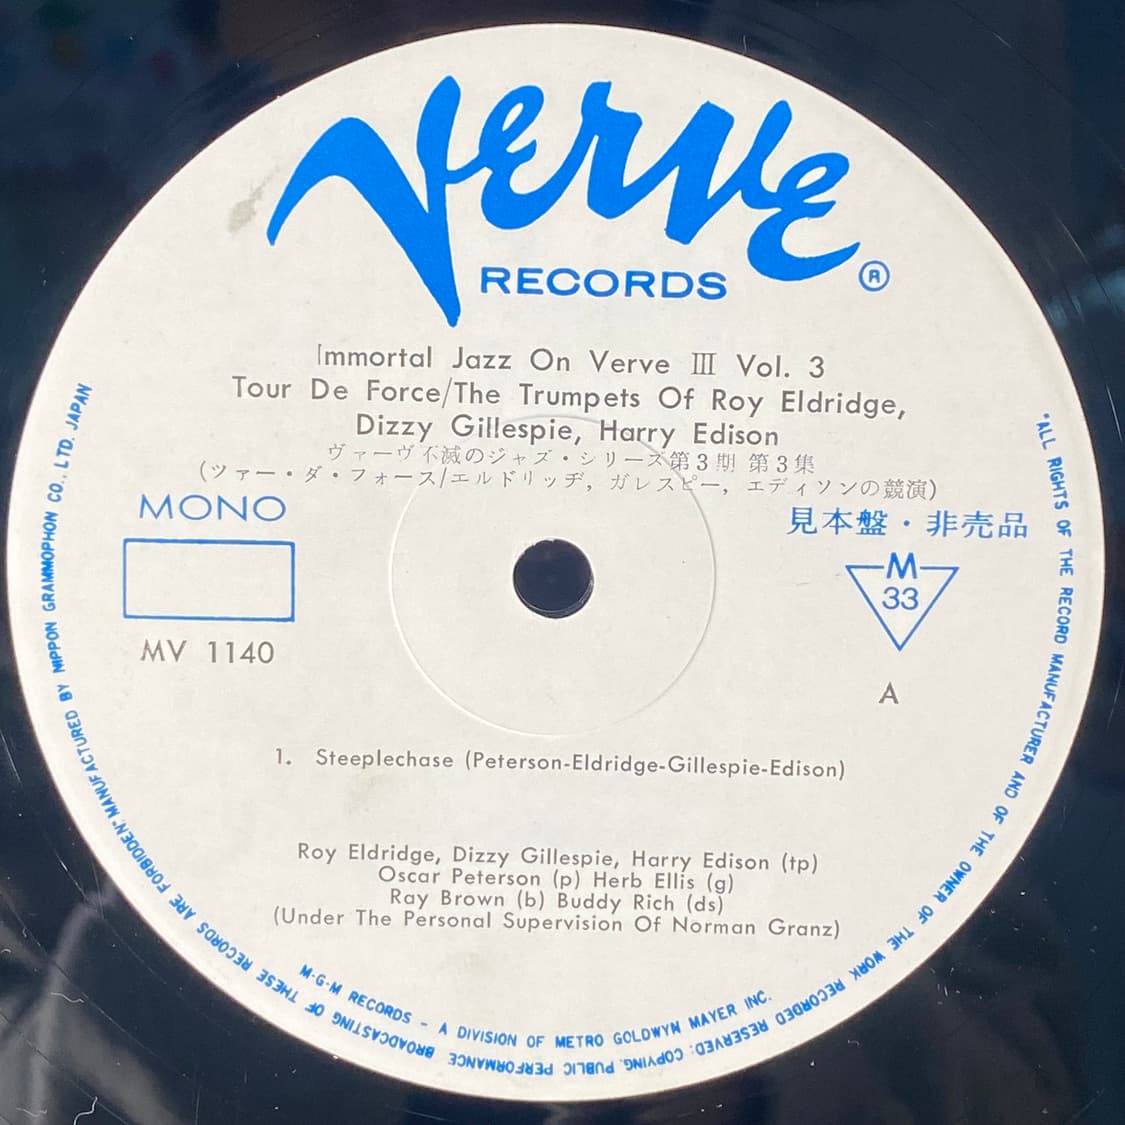 Verve
RECORDS ®
Immortal Jazz On Verve III Vol. 3
Tour De Force/The Trumpets Of Roy Eldridge,
Dizzy Gillespie, Harry Edison
ヴァーヴ不滅のジャズ・シリーズ第3期 第3集
(ツァー・ダ・フォース/エルドリッヂ, ガレスピー, エディソンの競演)
MONO
見本盤・非売品
M
33
MV 1140
A
1. Steeplechase (Peterson-Eldridge-Gillespie-Edison)
Roy Eldridge, Dizzy Gillespie, Harry Edison (tp)
Oscar Peterson (p) Herb Ellis (g)
Ray Brown (b) Buddy Rich (ds)
(Under The Personal Supervision Of Norman Granz)
M·G·M RECORDS – A DIVISION OF METRO GOLDWYN MAYER INC.
"ALL RIGHTS OF THE RECORD MANUFACTURER AND OF THE OWNER OF THE WORK RECORDED RESERVED: COPYING, PUBLIC PERFORMANCE BROADCASTING OF THESE RECORDS ARE FORBIDDEN." MANUFACTURED BY NIPPON GRAMMOPHON CO., LTD. JAPAN